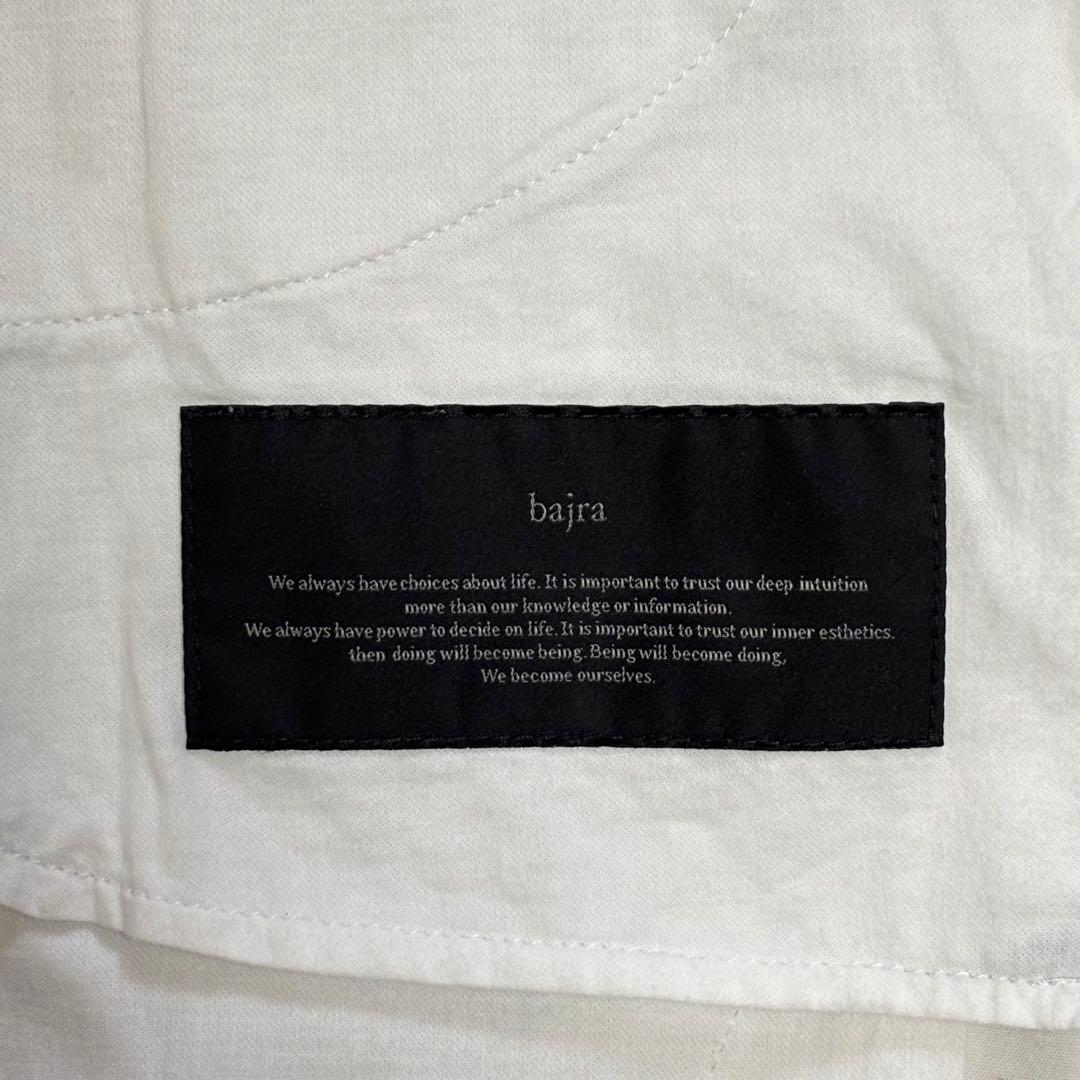 bajra
We always have choices about life. It is important to trust our deep intuition
more than our knowledge or information.
We always have power to decide on life. It is important to trust our inner esthetics.
then doing will become being. Being will become doing,
We become ourselves.